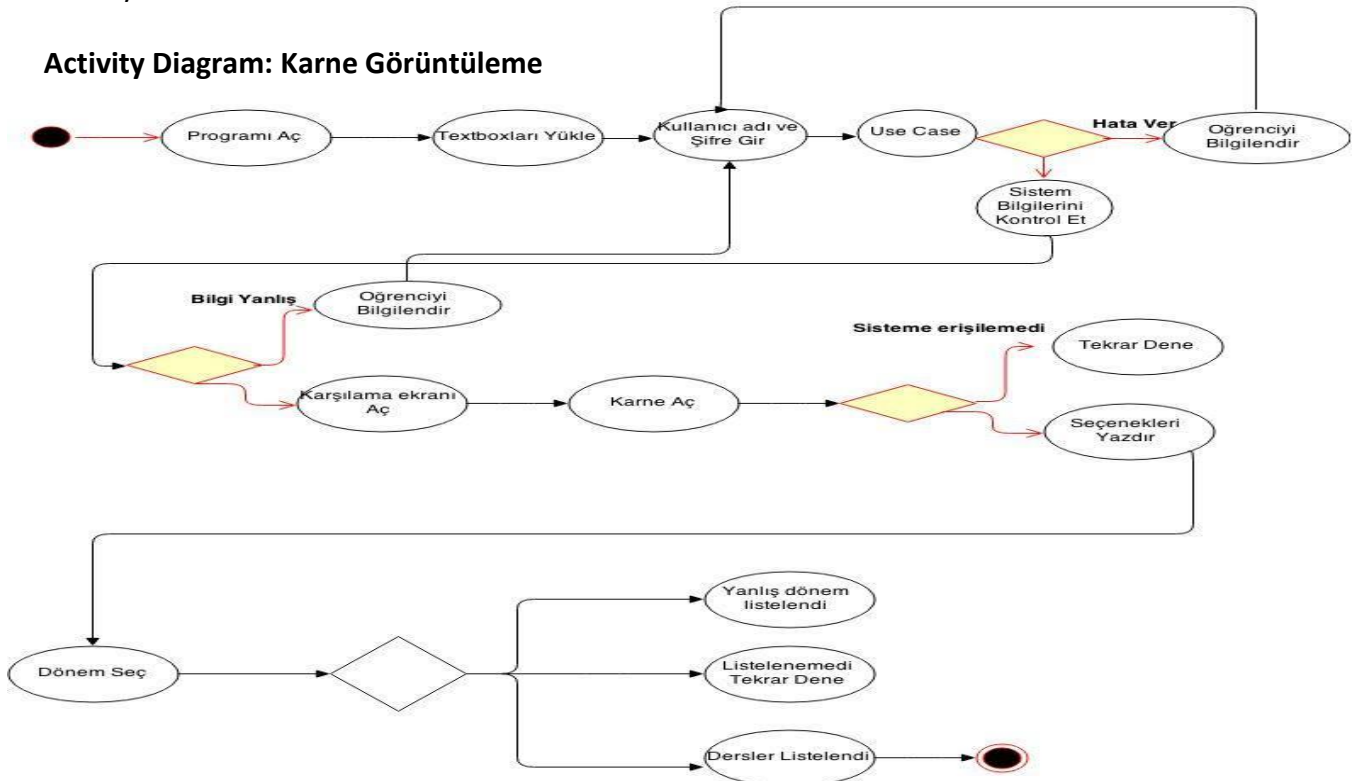 Activity Diagram: Karne Görüntüleme
Programı Aç
Textboxları Yükle
Kullanıcı adı ve
Şifre Gir
Use Case
Hata Ver
Oğrenciyi
Bilgilendir
Sistem
Bilgilerini
Kontrol Et
Bilgi Yanlış
Oğrenciyi
Bilgilendir
Sisteme erişilemedi
Tekrar Dene
Karşılama ekranı
Aç
Karne Aç
Seçenekleri
Yazdır
Yanlış dönem
listelendi
Dönem Seç
Listelenemedi
Tekrar Dene
Dersler Listelendi